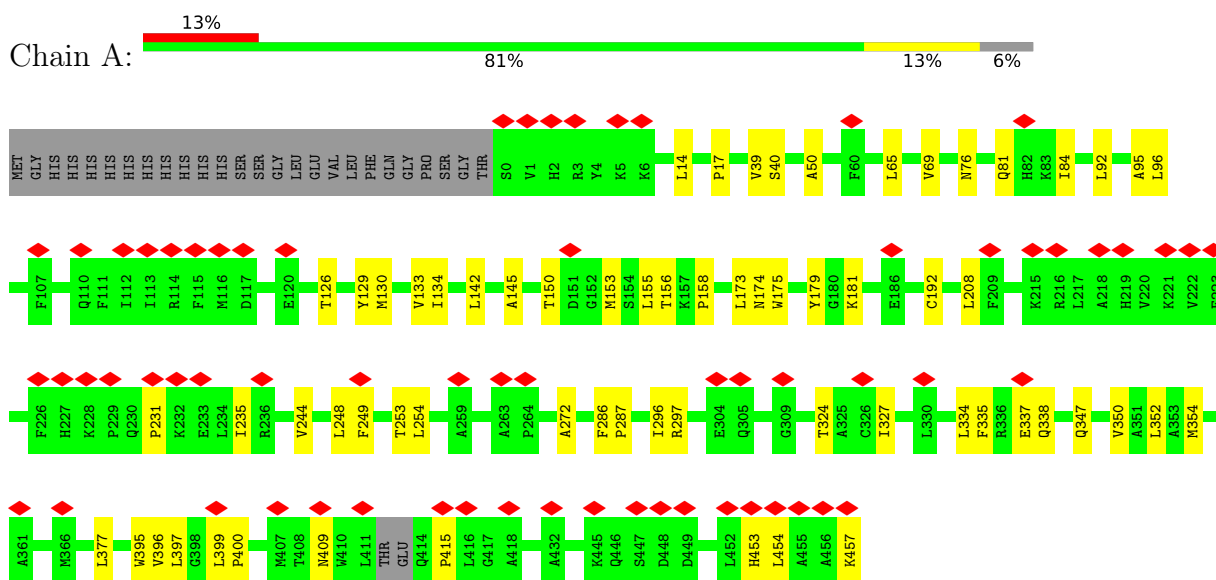 13%
Chain A:
81% 13% 6%
MET GLY HIS HIS HIS HIS HIS HIS HIS HIS HIS HIS SER SER GLY LEU GLU VAL LEU PHE GLN GLY PRO SER GLY THR S0 V1 H2 R3 Y4 K5 K6 L14 P17 V39 S40 A50 F60 L65 V69 N76 Q81 H82 K83 I84 L92 A95 L96
F107 Q110 F111 I112 I113 R114 F115 M116 D117 E120 T126 Y129 M130 V133 I134 L142 A145 T150 D151 G152 M153 S154 L155 T156 K157 P158 L173 N174 W175 Y179 G180 K181 E186 C192 L208 F209 K215 R216 L217 A218 H219 V220 K221 V222
F226 H227 K228 P229 Q230 P231 K232 E233 L234 I235 R236 V244 L248 F249 T253 L254 A259 A263 P264 A272 F286 P287 I296 R297 E304 Q305 G309 T324 A325 C326 I327 L330 L334 F335 R336 E337 Q338 Q347 V350 A351 L352 A353 M354
A361 M366 L377 W395 V396 L397 G398 L399 P400 M407 T408 N409 W410 L411 THR GLU Q414 P415 L416 G417 A418 A432 K445 Q446 S447 D448 D449 L452 H453 L454 A455 A456 K457